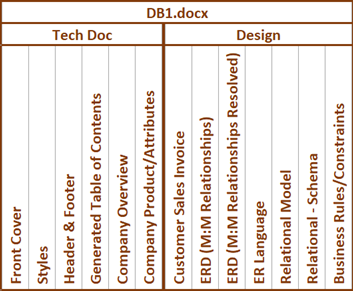 DB1.docx
Tech Doc
Design
Front Cover
Styles
Header & Footer
Generated Table of Contents
Company Overview
Company Product/Attributes
Customer Sales Invoice
ERD (M:M Relationships)
ERD (M:M Relationships Resolved)
ER Language
Relational Model
Relational - Schema
Business Rules/Constraints